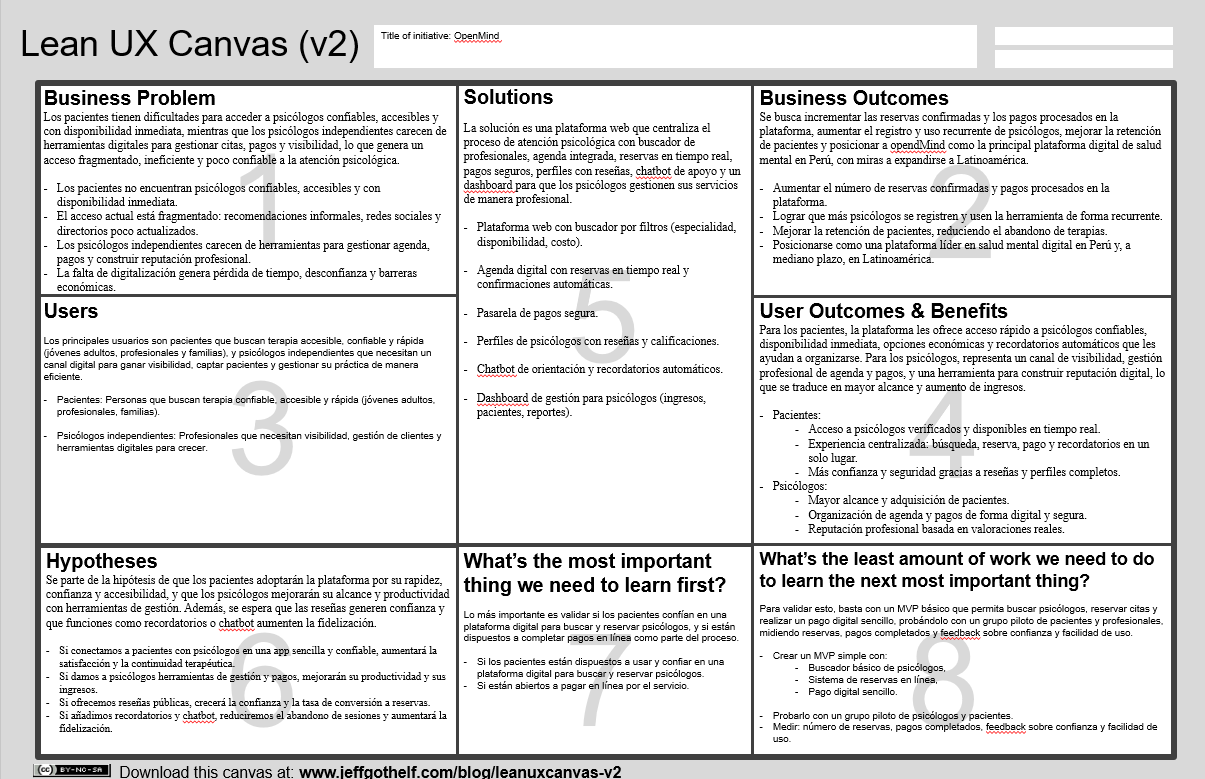 Lean UX Canvas (v2)
Title of initiative: OpenMind
Business Problem
Los pacientes tienen dificultades para acceder a psicólogos confiables, accesibles y
con disponibilidad inmediata, mientras que los psicólogos independientes carecen de
herramientas digitales para gestionar citas, pagos y visibilidad, lo que genera un
acceso fragmentado, ineficiente y poco confiable a la atención psicológica.
- Los pacientes no encuentran psicólogos confiables, accesibles y con
disponibilidad inmediata.
- El acceso actual está fragmentado: recomendaciones informales, redes sociales y
directorios poco actualizados.
- Los psicólogos independientes carecen de herramientas para gestionar agenda,
pagos y construir reputación profesional.
- La falta de digitalización genera pérdida de tiempo, desconfianza y barreras
económicas.
1
Solutions
La solución es una plataforma web que centraliza el
proceso de atención psicológica con buscador de
profesionales, agenda integrada, reservas en tiempo real,
pagos seguros, perfiles con reseñas, chatbot de apoyo y un
dashboard para que los psicólogos gestionen sus servicios
de manera profesional.
- Plataforma web con buscador por filtros (especialidad,
disponibilidad, costo).
- Agenda digital con reservas en tiempo real y
confirmaciones automáticas.
- Pasarela de pagos segura.
- Perfiles de psicólogos con reseñas y calificaciones.
- Chatbot de orientación y recordatorios automáticos.
- Dashboard de gestión para psicólogos (ingresos,
pacientes, reportes).
5
Business Outcomes
Se busca incrementar las reservas confirmadas y los pagos procesados en la
plataforma, aumentar el registro y uso recurrente de psicólogos, mejorar la retención
de pacientes y posicionar a opendMind como la principal plataforma digital de salud
mental en Perú, con miras a expandirse a Latinoamérica.
- Aumentar el número de reservas confirmadas y pagos procesados en la
plataforma.
- Lograr que más psicólogos se registren y usen la herramienta de forma recurrente.
- Mejorar la retención de pacientes, reduciendo el abandono de terapias.
- Posicionarse como una plataforma líder en salud mental digital en Perú y, a
mediano plazo, en Latinoamérica.
2
Users
Los principales usuarios son pacientes que buscan terapia accesible, confiable y rápida
(jóvenes adultos, profesionales y familias), y psicólogos independientes que necesitan un
canal digital para ganar visibilidad, captar pacientes y gestionar su práctica de manera
eficiente.
- Pacientes: Personas que buscan terapia confiable, accesible y rápida (jóvenes adultos,
profesionales, familias).
- Psicólogos independientes: Profesionales que necesitan visibilidad, gestión de clientes y
herramientas digitales para crecer.
3
User Outcomes & Benefits
Para los pacientes, la plataforma les ofrece acceso rápido a psicólogos confiables,
disponibilidad inmediata, opciones económicas y recordatorios automáticos que les
ayudan a organizarse. Para los psicólogos, representa un canal de visibilidad, gestión
profesional de agenda y pagos, y una herramienta para construir reputación digital, lo
que se traduce en mayor alcance y aumento de ingresos.
- Pacientes:
- Acceso a psicólogos verificados y disponibles en tiempo real.
- Experiencia centralizada: búsqueda, reserva, pago y recordatorios en un
solo lugar.
- Más confianza y seguridad gracias a reseñas y perfiles completos.
- Psicólogos:
- Mayor alcance y adquisición de pacientes.
- Organización de agenda y pagos de forma digital y segura.
- Reputación profesional basada en valoraciones reales.
4
Hypotheses
Se parte de la hipótesis de que los pacientes adoptarán la plataforma por su rapidez,
confianza y accesibilidad, y que los psicólogos mejorarán su alcance y productividad
con herramientas de gestión. Además, se espera que las reseñas generen confianza y
que funciones como recordatorios o chatbot aumenten la fidelización.
- Si conectamos a pacientes con psicólogos en una app sencilla y confiable, aumentará la
satisfacción y la continuidad terapéutica.
- Si damos a psicólogos herramientas de gestión y pagos, mejorarán su productividad y sus
ingresos.
- Si ofrecemos reseñas públicas, crecerá la confianza y la tasa de conversión a reservas.
- Si añadimos recordatorios y chatbot, reduciremos el abandono de sesiones y aumentará la
fidelización.
6
What's the most important
thing we need to learn first?
Lo más importante es validar si los pacientes confían en una
plataforma digital para buscar y reservar psicólogos, y si están
dispuestos a completar pagos en línea como parte del proceso.
- Si los pacientes están dispuestos a usar y confiar en una
plataforma digital para buscar y reservar psicólogos.
- Si están abiertos a pagar en línea por el servicio.
7
What's the least amount of work we need to do
to learn the next most important thing?
Para validar esto, basta con un MVP básico que permita buscar psicólogos, reservar citas y
realizar un pago digital sencillo, probándolo con un grupo piloto de pacientes y profesionales,
midiendo reservas, pagos completados y feedback sobre confianza y facilidad de uso.
- Crear un MVP simple con:
- Buscador básico de psicólogos,
- Sistema de reservas en línea,
- Pago digital sencillo.
- Probarlo con un grupo piloto de psicólogos y pacientes.
- Medir: número de reservas, pagos completados, feedback sobre confianza y facilidad de
uso.
8
cc BY-NC-SA
Download this canvas at: www.jeffgothelf.com/blog/leanuxcanvas-v2